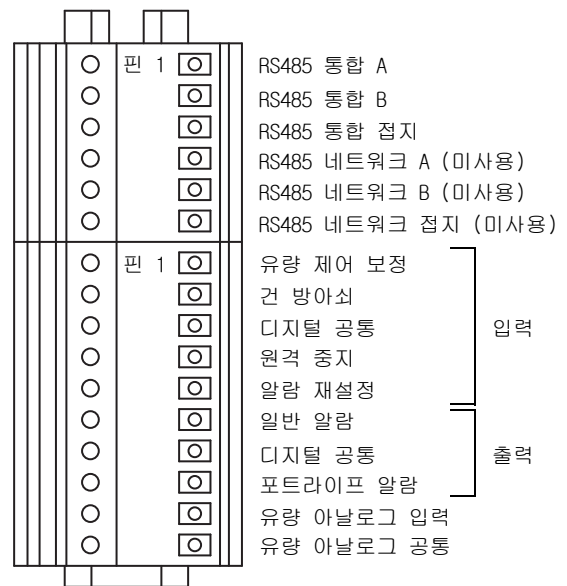 핀 1 RS485 통합 A
RS485 통합 B
RS485 통합 접지
RS485 네트워크 A (미사용)
RS485 네트워크 B (미사용)
RS485 네트워크 접지 (미사용)
핀 1 유량 제어 보정
건 방아쇠
디지털 공통 입력
원격 중지
알람 재설정
일반 알람
디지털 공통 출력
포트라이프 알람
유량 아날로그 입력
유량 아날로그 공통